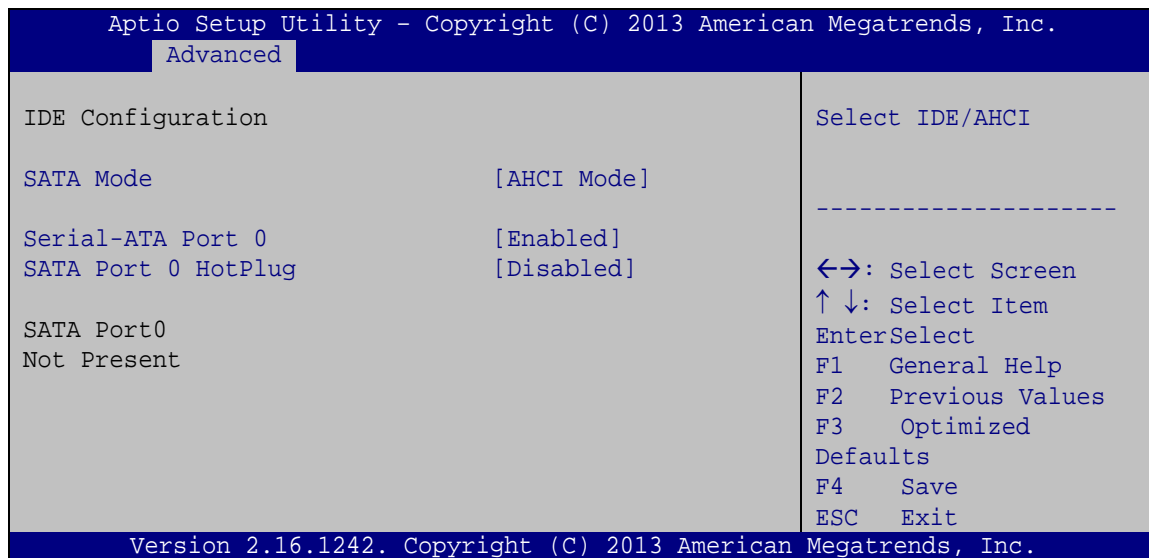 Aptio Setup Utility – Copyright (C) 2013 American Megatrends, Inc.
Advanced
IDE Configuration
SATA Mode [AHCI Mode]
Serial-ATA Port 0 [Enabled]
SATA Port 0 HotPlug [Disabled]
SATA Port0
Not Present
Select IDE/AHCI
---------------------
←→: Select Screen
↑ ↓: Select Item
EnterSelect
F1 General Help
F2 Previous Values
F3 Optimized
Defaults
F4 Save
ESC Exit
Version 2.16.1242. Copyright (C) 2013 American Megatrends, Inc.